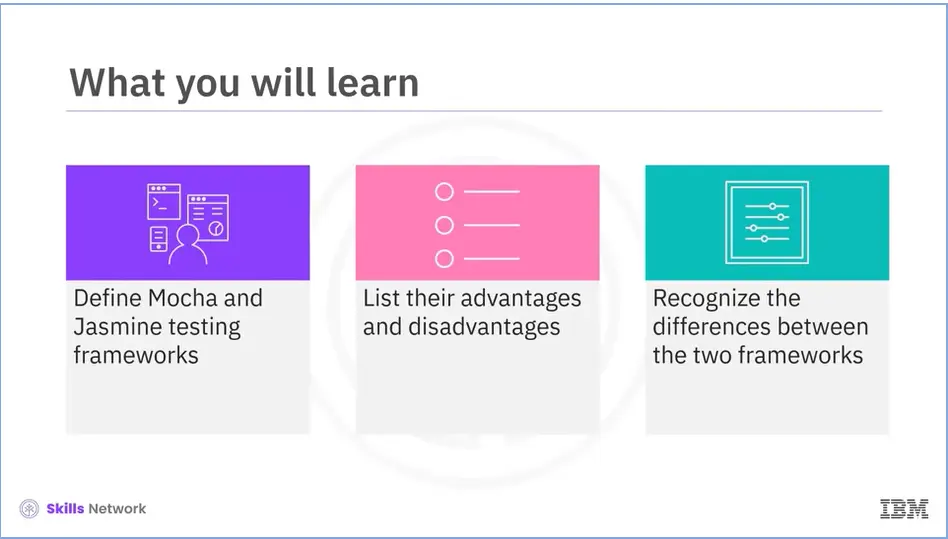 What you will learn
Define Mocha and
Jasmine testing
frameworks
List their advantages
and disadvantages
Recognize the
differences between
the two frameworks
Skills Network
IBM